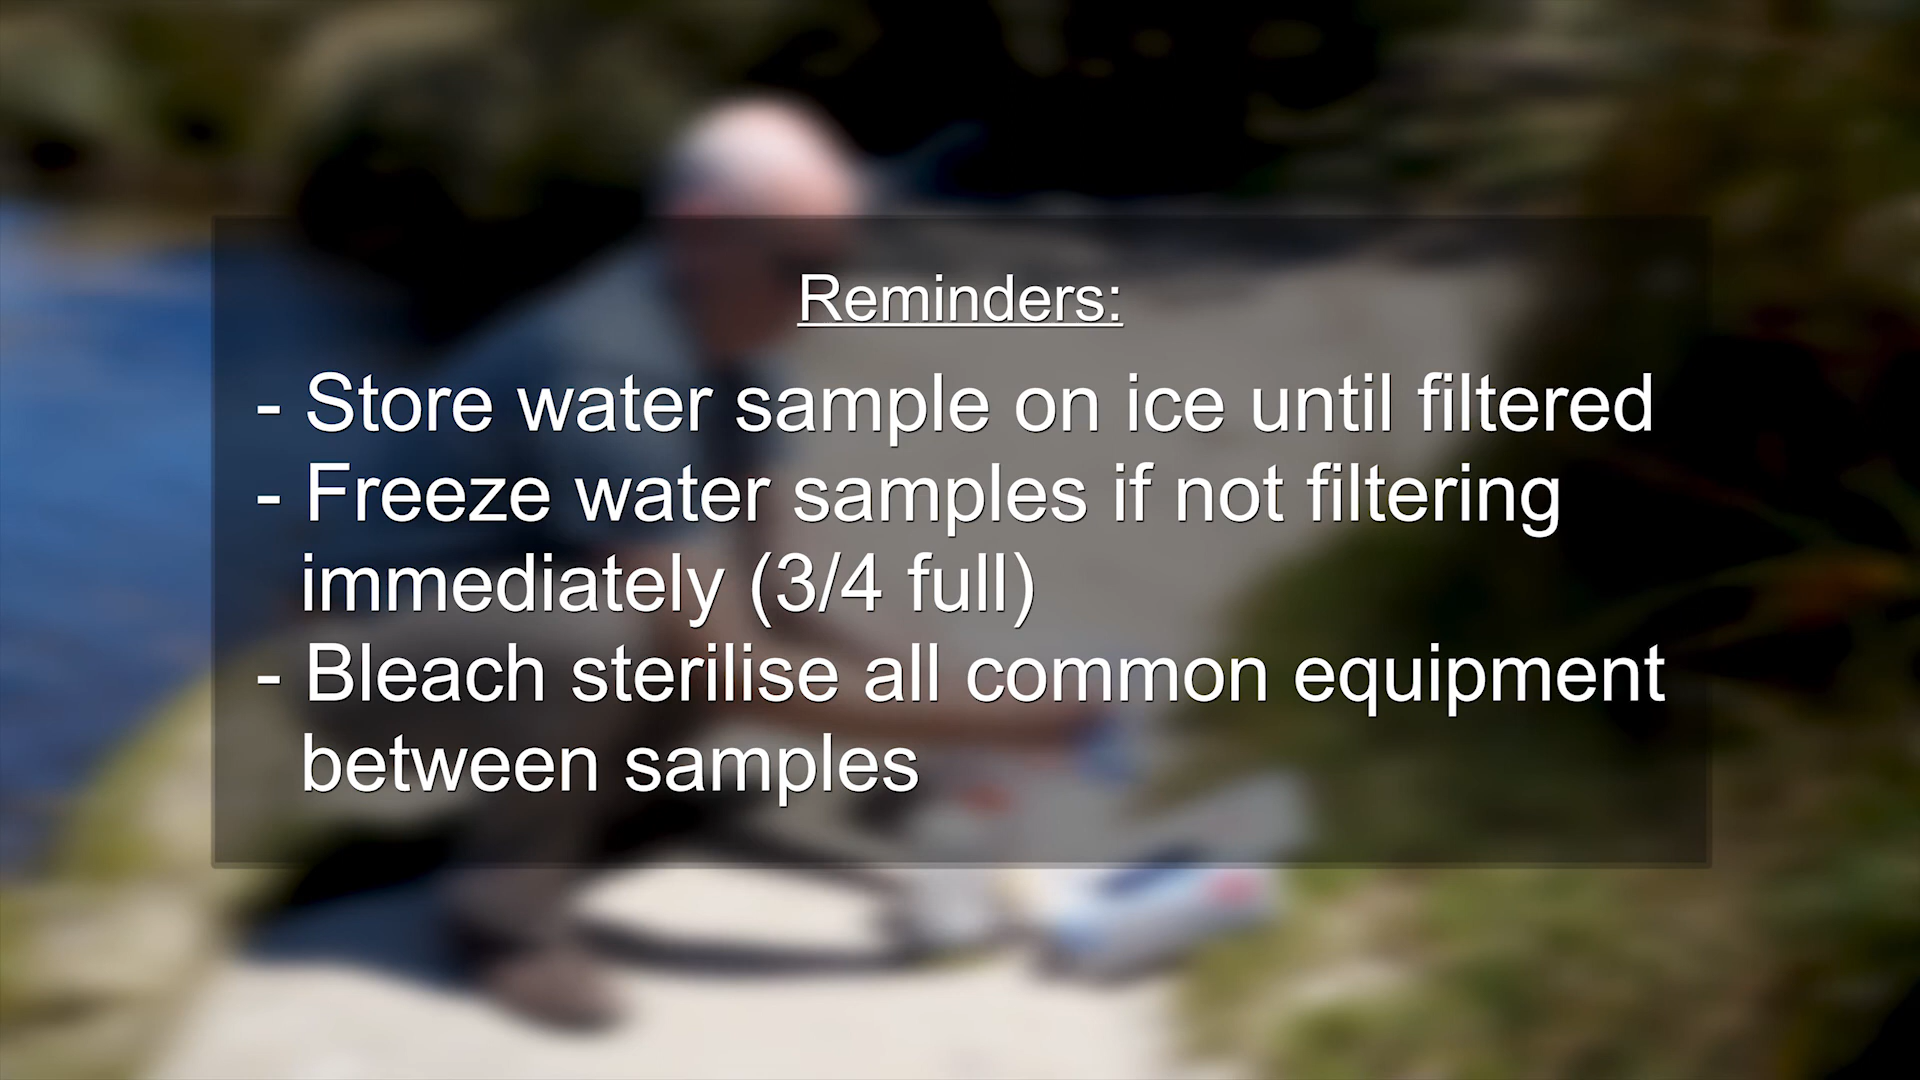 Reminders:
- Store water sample on ice until filtered
- Freeze water samples if not filtering
immediately (3/4 full)
- Bleach sterilise all common equipment
between samples